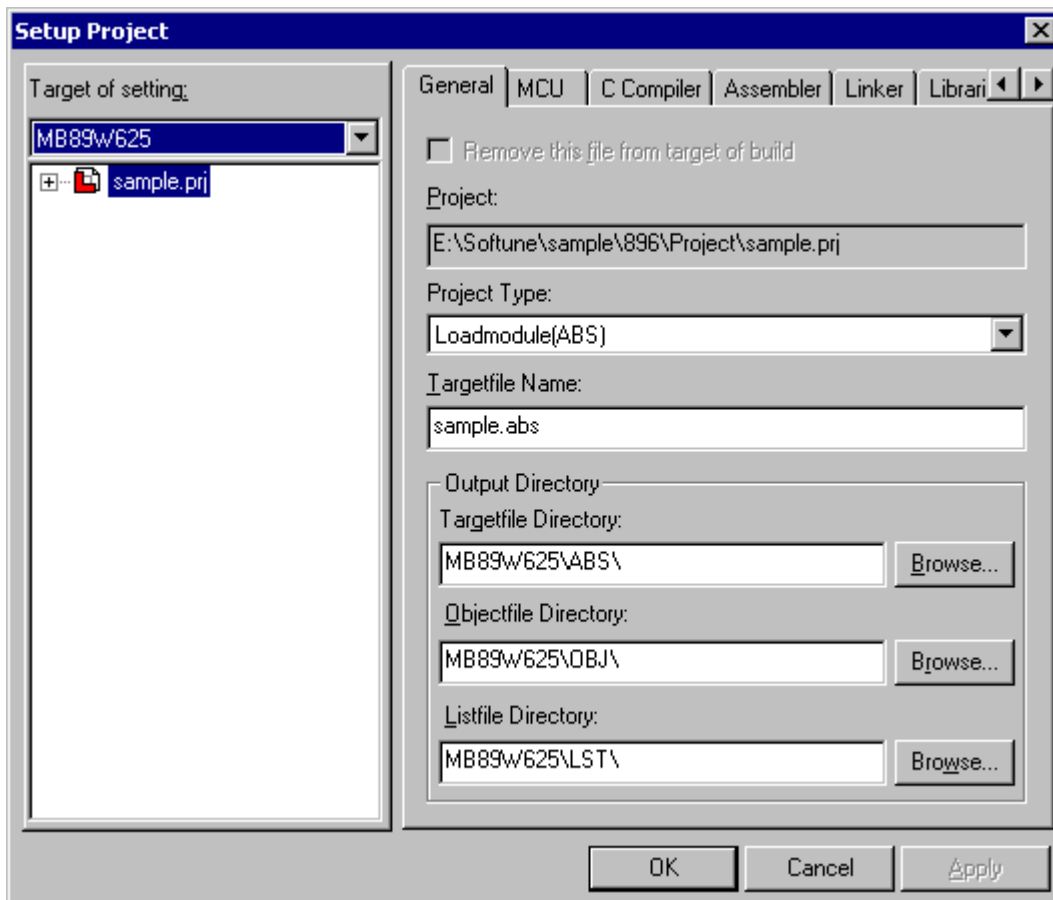 Setup Project
Target of setting:
MB89W625
sample.prj
General MCU C Compiler Assembler Linker Librari
Remove this file from target of build
Project:
E:\Softune\sample\896\Project\sample.prj
Project Type:
Loadmodule(ABS)
Targetfile Name:
sample.abs
Output Directory
Targetfile Directory:
MB89W625\ABS\
Browse...
Objectfile Directory:
MB89W625\OBJ\
Browse...
Listfile Directory:
MB89W625\LST\
Browse...
OK Cancel Apply